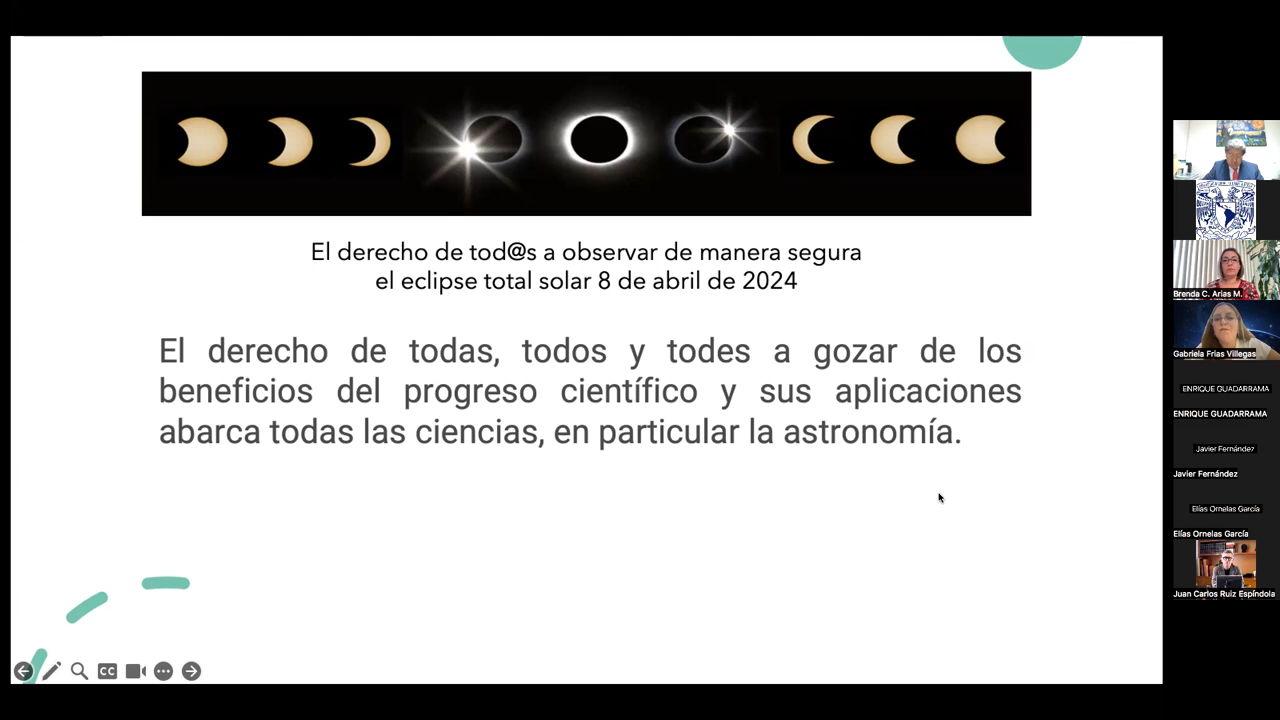 El derecho de tod@s a observar de manera segura
el eclipse total solar 8 de abril de 2024
El derecho de todas, todos y todes a gozar de los
beneficios del progreso científico y sus aplicaciones
abarca todas las ciencias, en particular la astronomía.
CC
Brenda C. Arias M.
Gabriela Frías Villegas
ENRIQUE GUADARRAMA
ENRIQUE GUADARRAMA
Javier Fernández
Javier Fernández
Elías Ornelas García
Elías Ornelas García
Juan Carlos Ruiz Espíndola